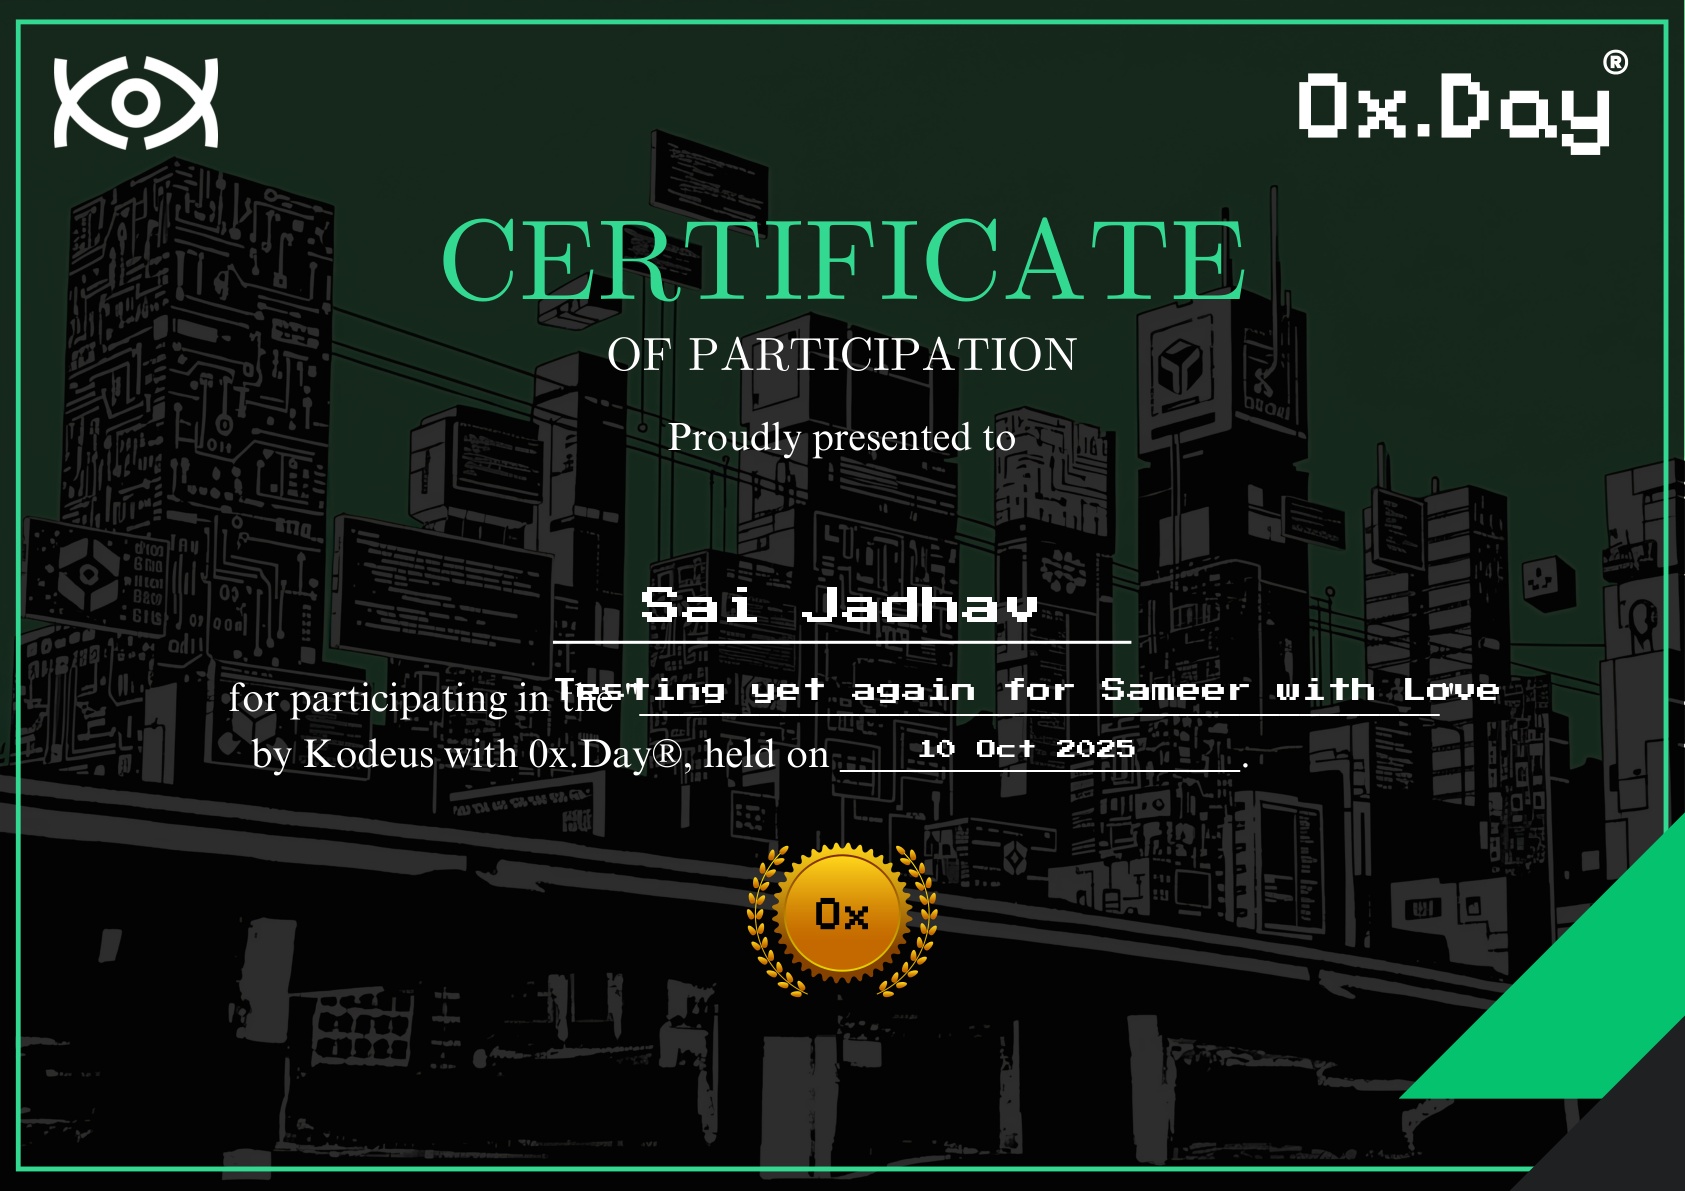 0x.Day®
CERTIFICATE
OF PARTICIPATION
Proudly presented to
Sai Jadhav
for participating in the "Testing yet again for Sameer with Love"
by Kodeus with 0x.Day®, held on 10 Oct 2025.
0x